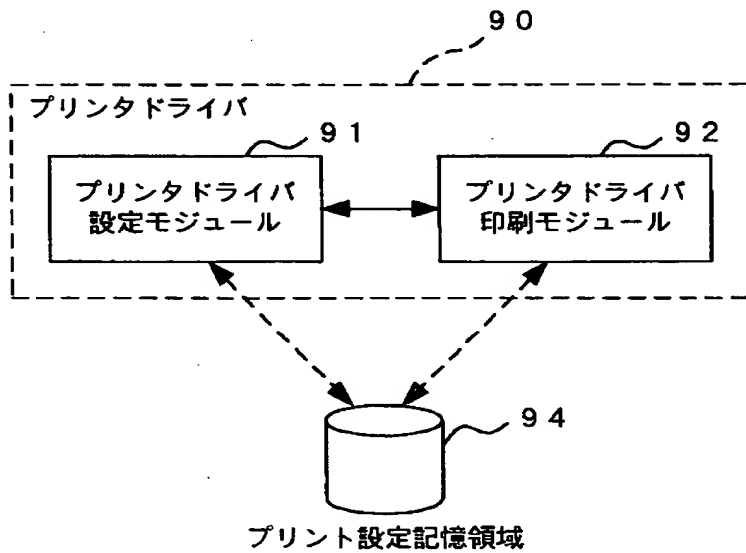 ９０
プリンタドライバ
９１
９２
プリンタドライバ
設定モジュール
プリンタドライバ
印刷モジュール
９４
プリント設定記憶領域